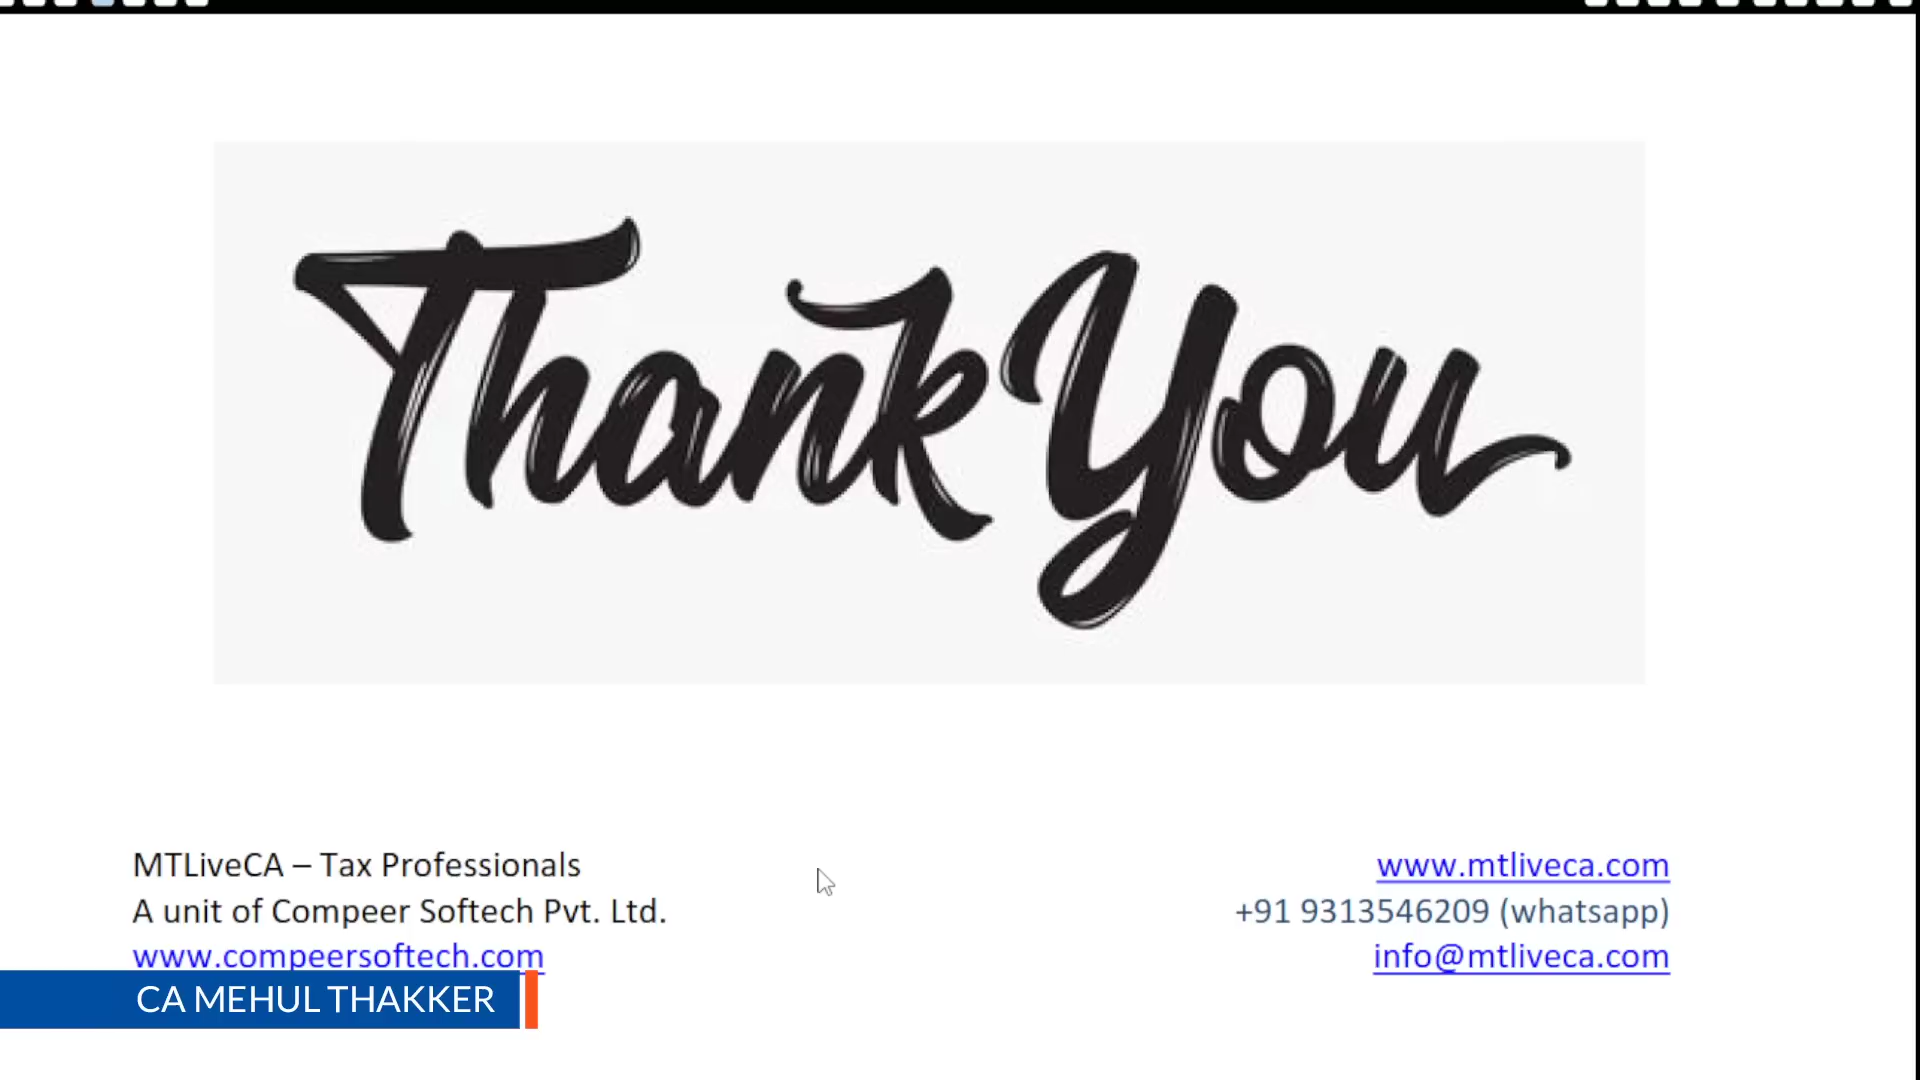 Thank You
MTLiveCA – Tax Professionals
A unit of Compeer Softech Pvt. Ltd.
www.compeersoftech.com
www.mtliveca.com
+91 9313546209 (whatsapp)
info@mtliveca.com
CA MEHUL THAKKER